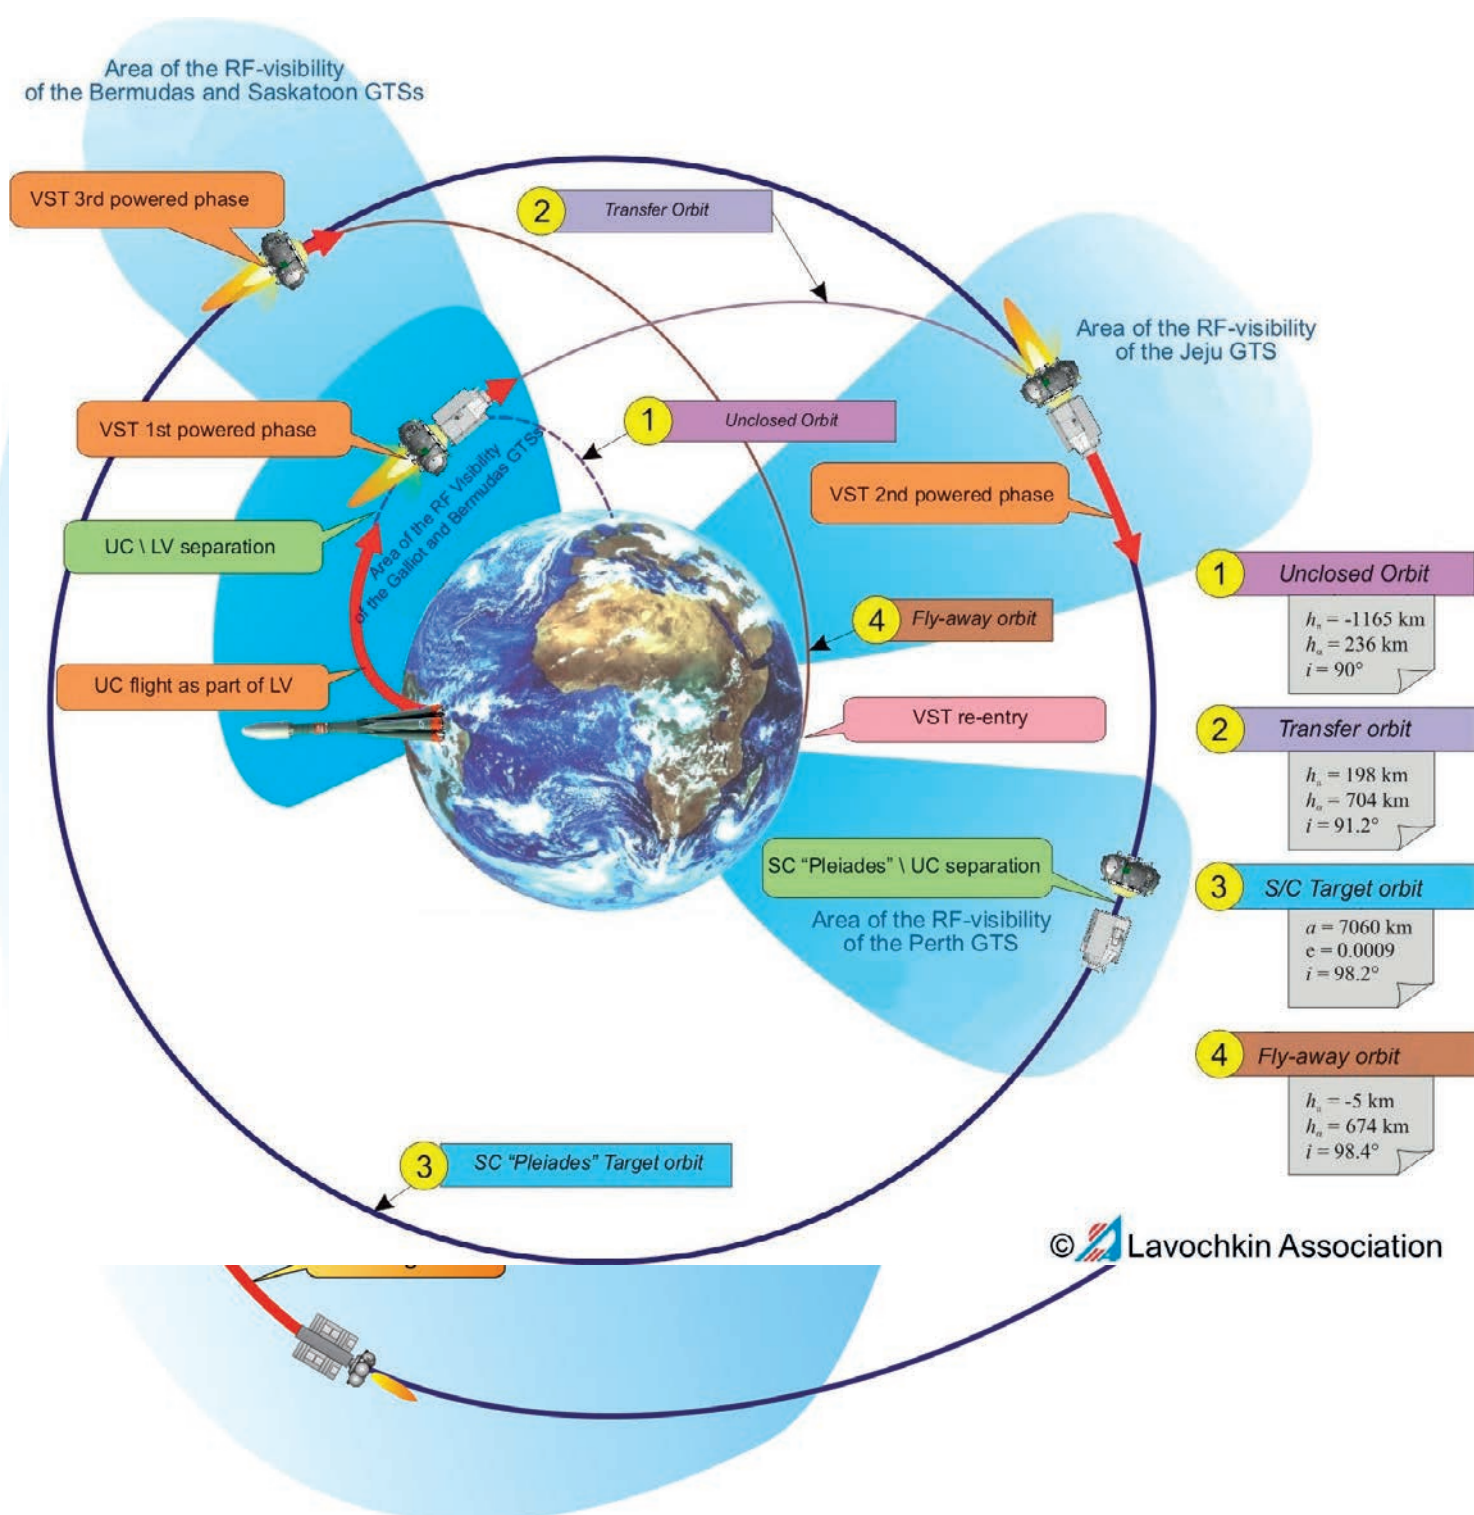 Area of the RF-visibility
of the Bermudas and Saskatoon GTSs
VST 3rd powered phase
2
Transfer Orbit
Area of the RF-visibility
of the Jeju GTS
VST 1st powered phase
1
Unclosed Orbit
Area of the RF Visibility
of the Galliot and Bermudas GTSs
VST 2nd powered phase
UC \ LV separation
4
Fly-away orbit
UC flight as part of LV
VST re-entry
SC “Pleiades” \ UC separation
Area of the RF-visibility
of the Perth GTS
3
SC “Pleiades” Target orbit
1
Unclosed Orbit
hπ = -1165 km
hα = 236 km
i = 90°
2
Transfer orbit
hπ = 198 km
hα = 704 km
i = 91.2°
3
S/C Target orbit
a = 7060 km
e = 0.0009
i = 98.2°
4
Fly-away orbit
hπ = -5 km
hα = 674 km
i = 98.4°
© Lavochkin Association